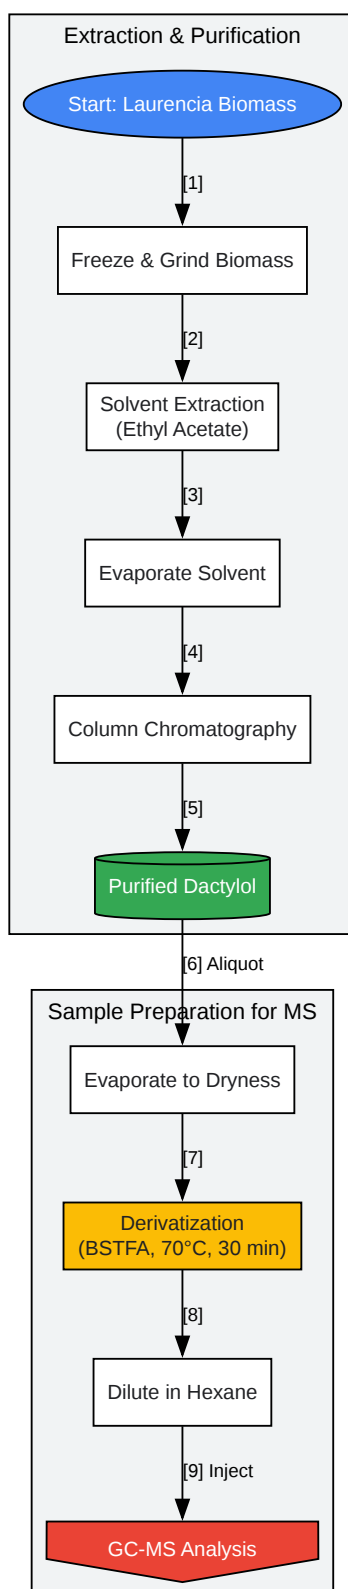 Extraction & Purification
Start: Laurencia Biomass
[1]
Freeze & Grind Biomass
[2]
Solvent Extraction
(Ethyl Acetate)
[3]
Evaporate Solvent
[4]
Column Chromatography
[5]
Purified Dactylol
[6] Aliquot
Sample Preparation for MS
Evaporate to Dryness
[7]
Derivatization
(BSTFA, 70°C, 30 min)
[8]
Dilute in Hexane
[9] Inject
GC-MS Analysis